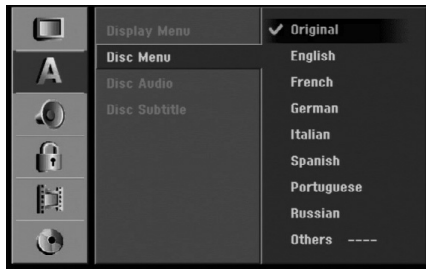 A
Display Menu
Disc Menu
Disc Audio
Disc Subtitle
✓ Original
English
French
German
Italian
Spanish
Portuguese
Russian
Others ----